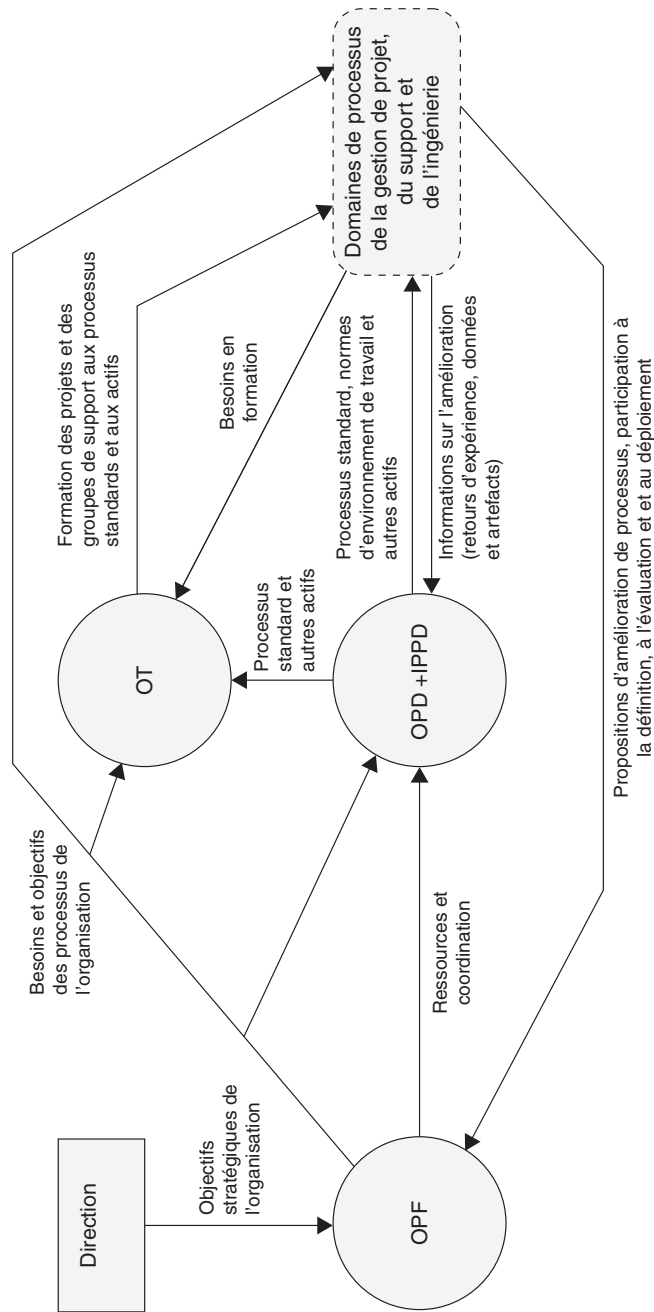 Direction
Objectifs
stratégiques de
l'organisation
OPF
Besoins et objectifs
des processus de
l'organisation
Ressources et
coordination
OT
Processus
standard et
autres actifs
OPD +IPPD
Formation des projets et des
groupes de support aux processus
standards et aux actifs
Besoins en
formation
Processus standard, normes
d'environnement de travail et
autres actifs
Informations sur l'amélioration
(retours d'expérience, données
et artefacts)
Domaines de processus
de la gestion de projet,
du support et
de l'ingénierie
Propositions d'amélioration de processus, participation à
la définition, à l'évaluation et et au déploiement